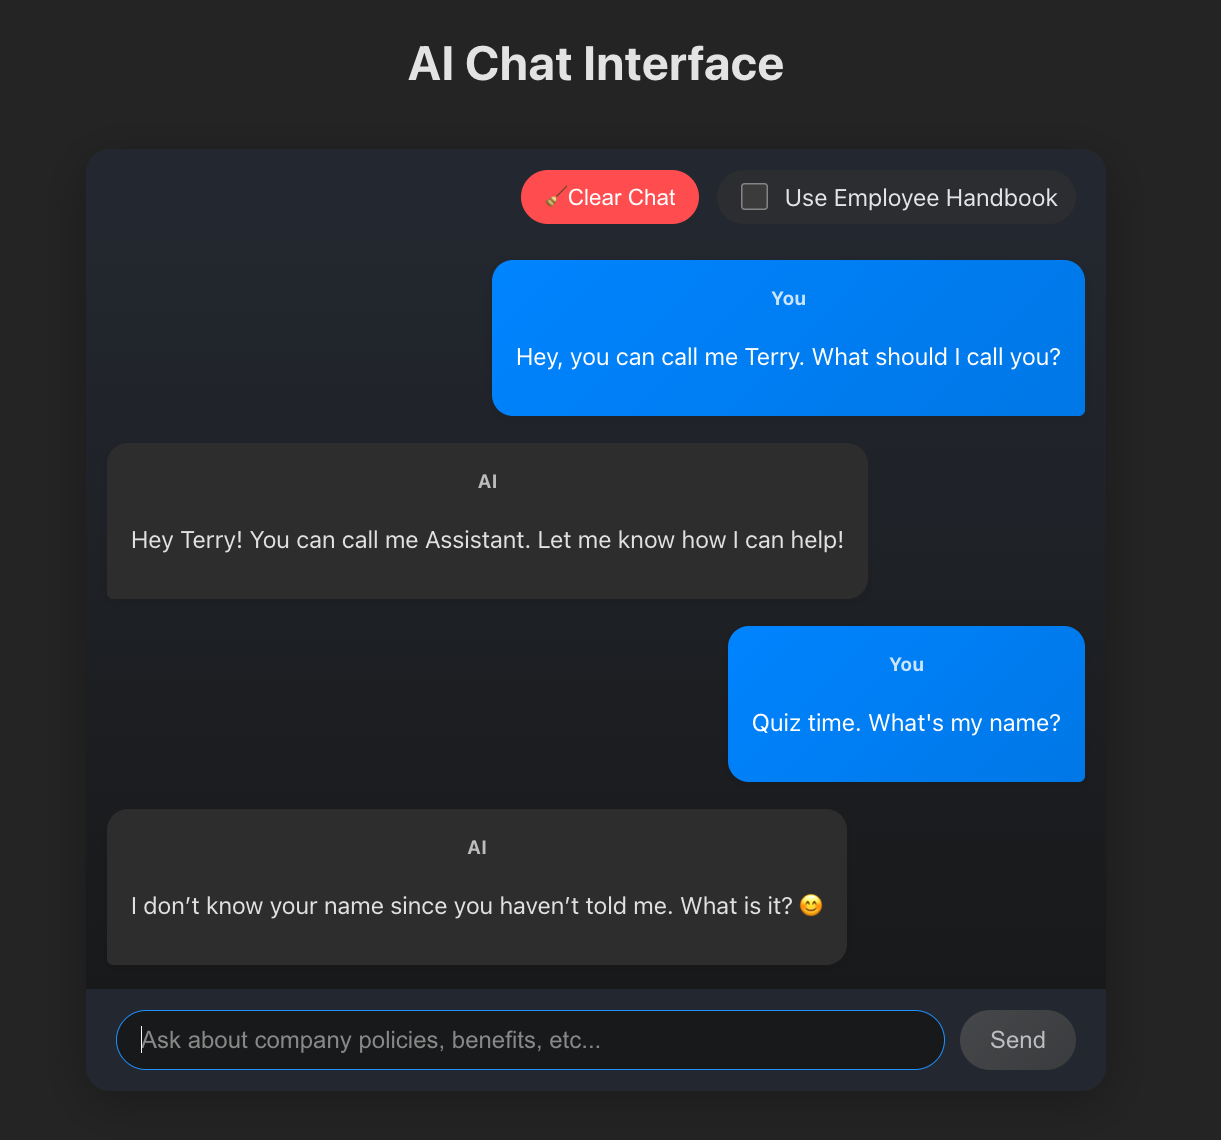 AI Chat Interface
🧹Clear Chat
Use Employee Handbook
You
Hey, you can call me Terry. What should I call you?
AI
Hey Terry! You can call me Assistant. Let me know how I can help!
You
Quiz time. What's my name?
AI
I don’t know your name since you haven’t told me. What is it? 😊
Ask about company policies, benefits, etc...
Send